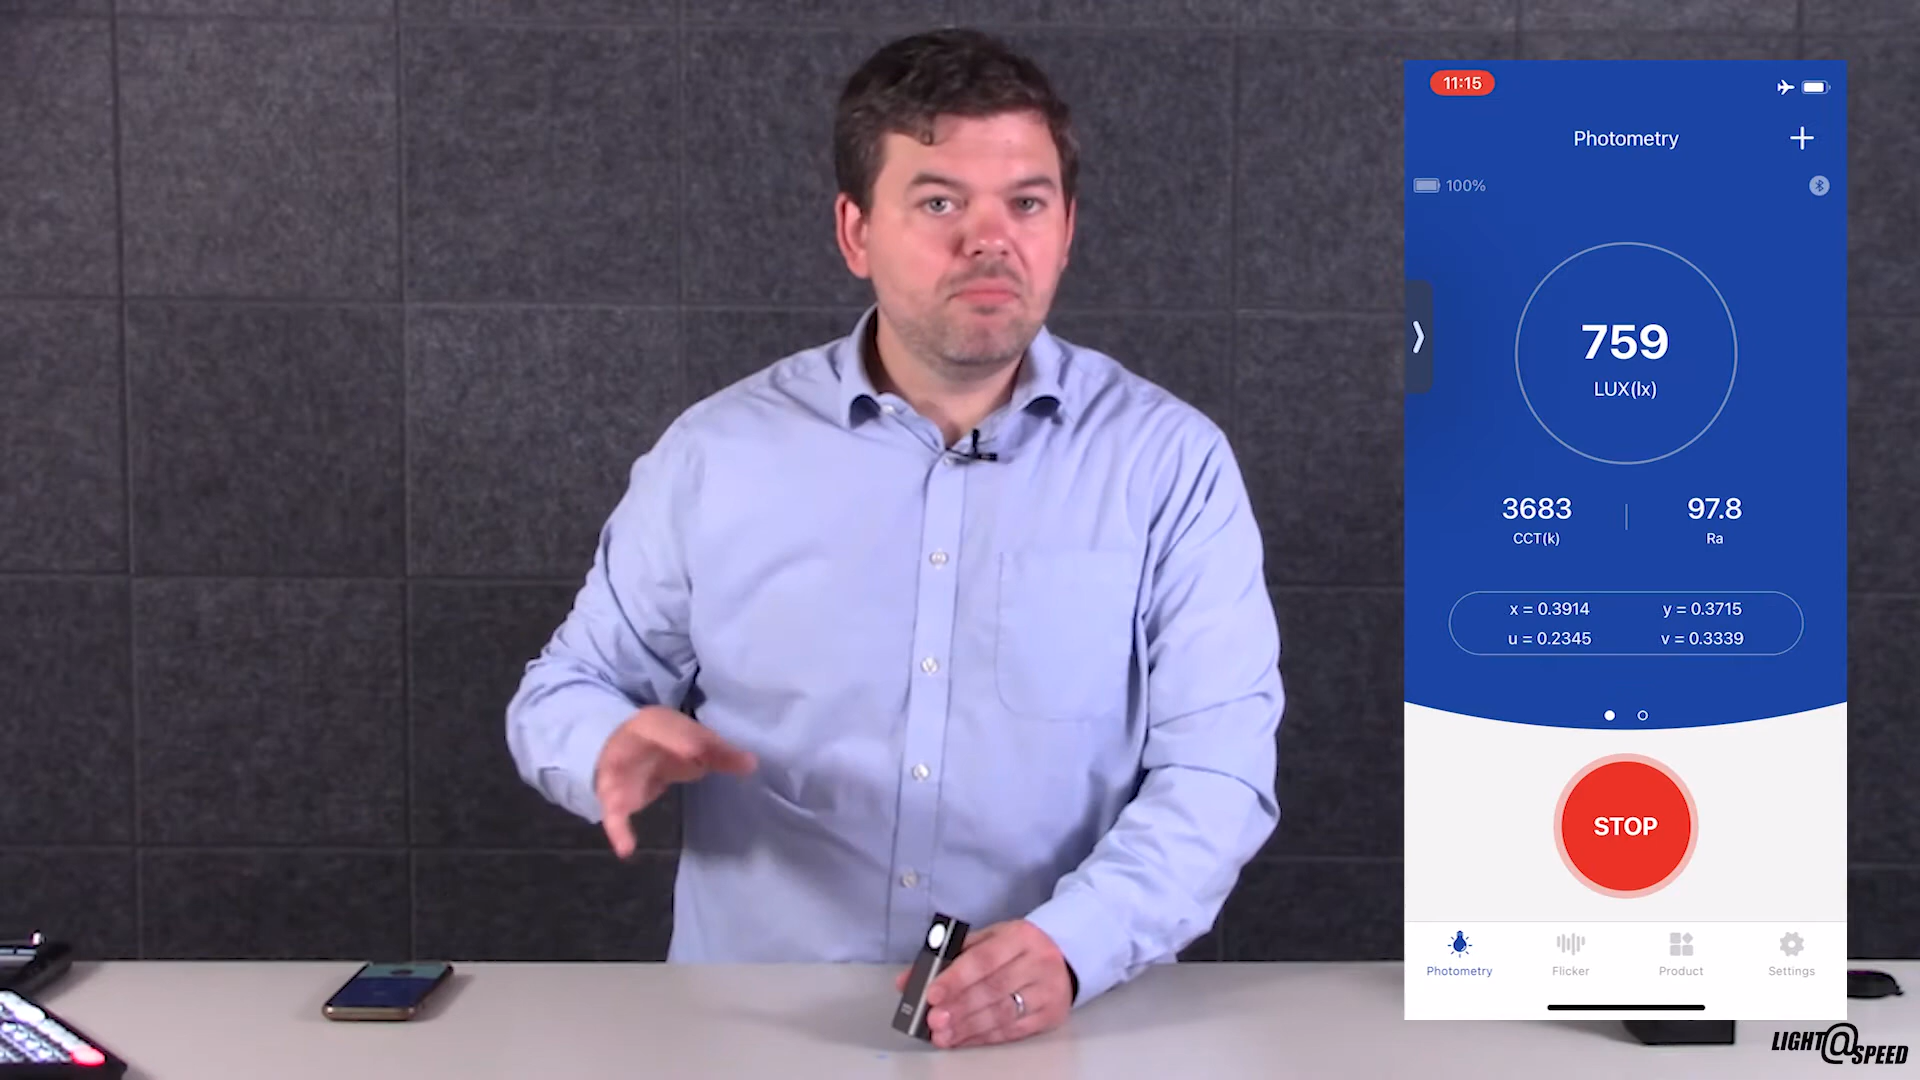 11:15
Photometry
100%
759
LUX(lx)
3683
CCT(k)
97.8
Ra
x = 0.3914
y = 0.3715
u = 0.2345
v = 0.3339
STOP
Photometry
Flicker
Product
Settings
LIGHT@SPEED